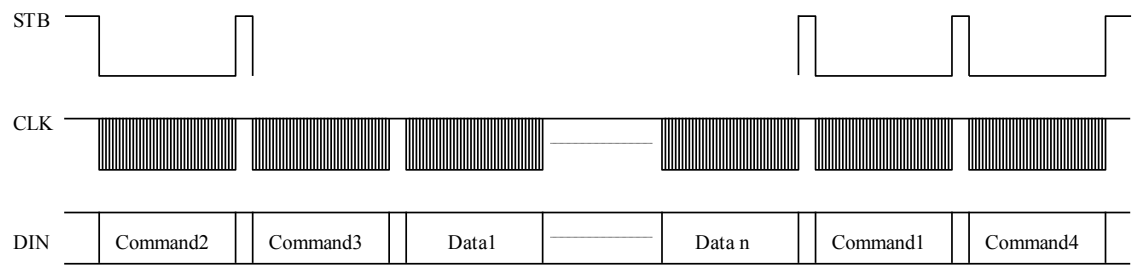 STB
CLK
DIN Command2 Command3 Data1 Data n Command1 Command4